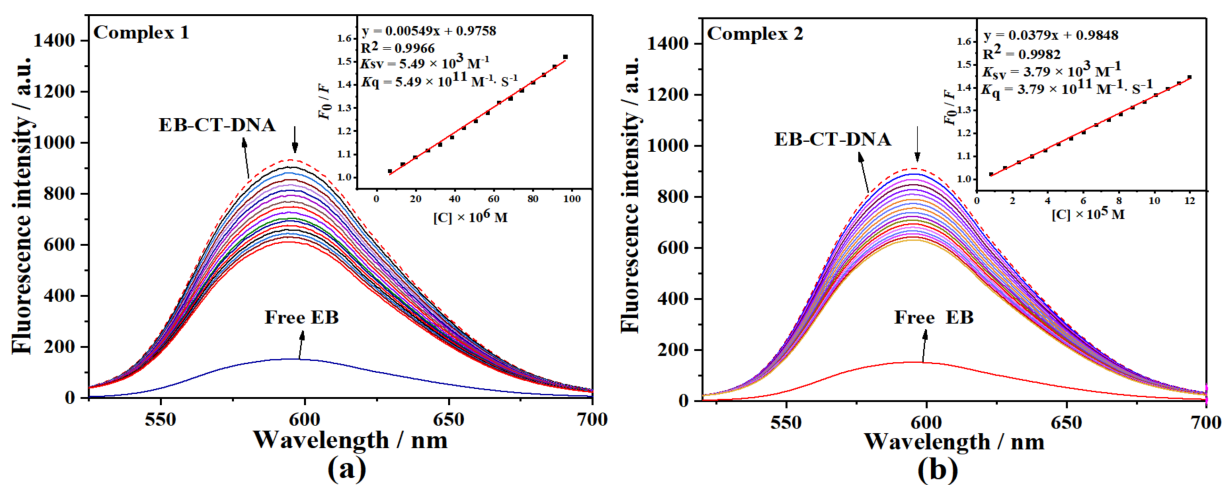 Complex 1
y = 0.00549x + 0.9758
R² = 0.9966
Ksv = 5.49 × 10³ M⁻¹
Kq = 5.49 × 10¹¹ M⁻¹· S⁻¹
F₀ / F
1.6
1.5
1.4
1.3
1.2
1.1
1.0
0 20 40 60 80 100
[C] × 10⁶ M
EB-CT-DNA
Free EB
Fluorescence intensity / a.u.
1400
1200
1000
800
600
400
200
0
550 600 650 700
Wavelength / nm
(a)
Complex 2
y = 0.0379x + 0.9848
R² = 0.9982
Ksv = 3.79 × 10³ M⁻¹
Kq = 3.79 × 10¹¹ M⁻¹· S⁻¹
F₀ / F
1.6
1.5
1.4
1.3
1.2
1.1
1.0
0 2 4 6 8 10 12
[C] × 10⁵ M
EB-CT-DNA
Free EB
Fluorescence intensity / a.u.
1400
1200
1000
800
600
400
200
0
550 600 650 700
Wavelength / nm
(b)